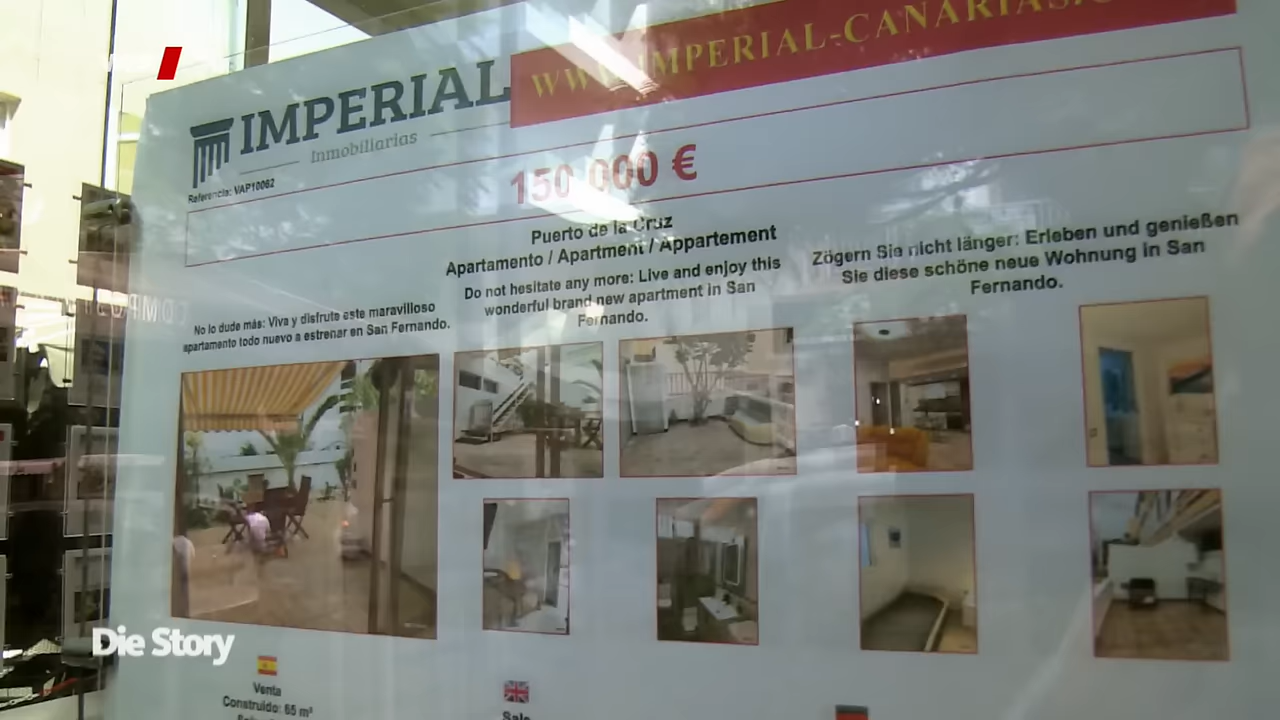 IMPERIAL
Inmobiliarias
WWW.IMPERIAL-CANARIAS.
Referencia: VAP10062
150 000 €
Puerto de la Cruz
Apartamento / Apartment / Appartement
No lo dude más: Viva y disfrute este maravilloso
apartamento todo nuevo a estrenar en San Fernando.
Do not hesitate any more: Live and enjoy this
wonderful brand new apartment in San
Fernando.
Zögern Sie nicht länger: Erleben und genießen
Sie diese schöne neue Wohnung in San
Fernando.
Die Story
Venta
Construido: 65 m²
Sale